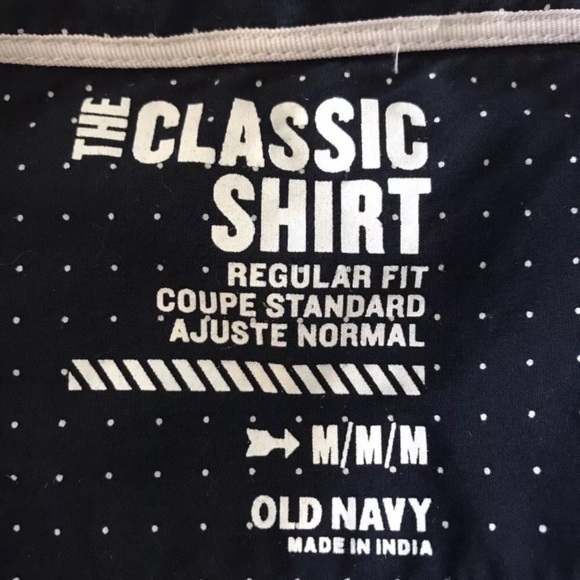 THE CLASSIC
SHIRT
REGULAR FIT
COUPE STANDARD
AJUSTE NORMAL
M/M/M
OLD NAVY
MADE IN INDIA